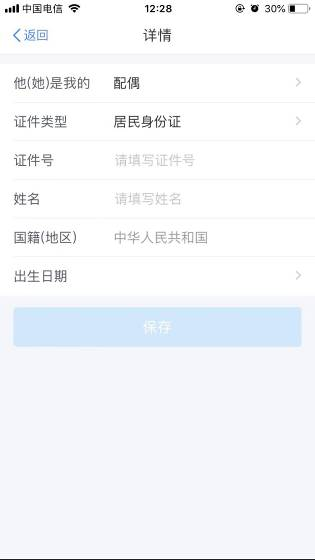 中国电信 12:28 30%
返回 详情
他(她)是我的 配偶
证件类型 居民身份证
证件号 请填写证件号
姓名 请填写姓名
国籍(地区) 中华人民共和国
出生日期
保存